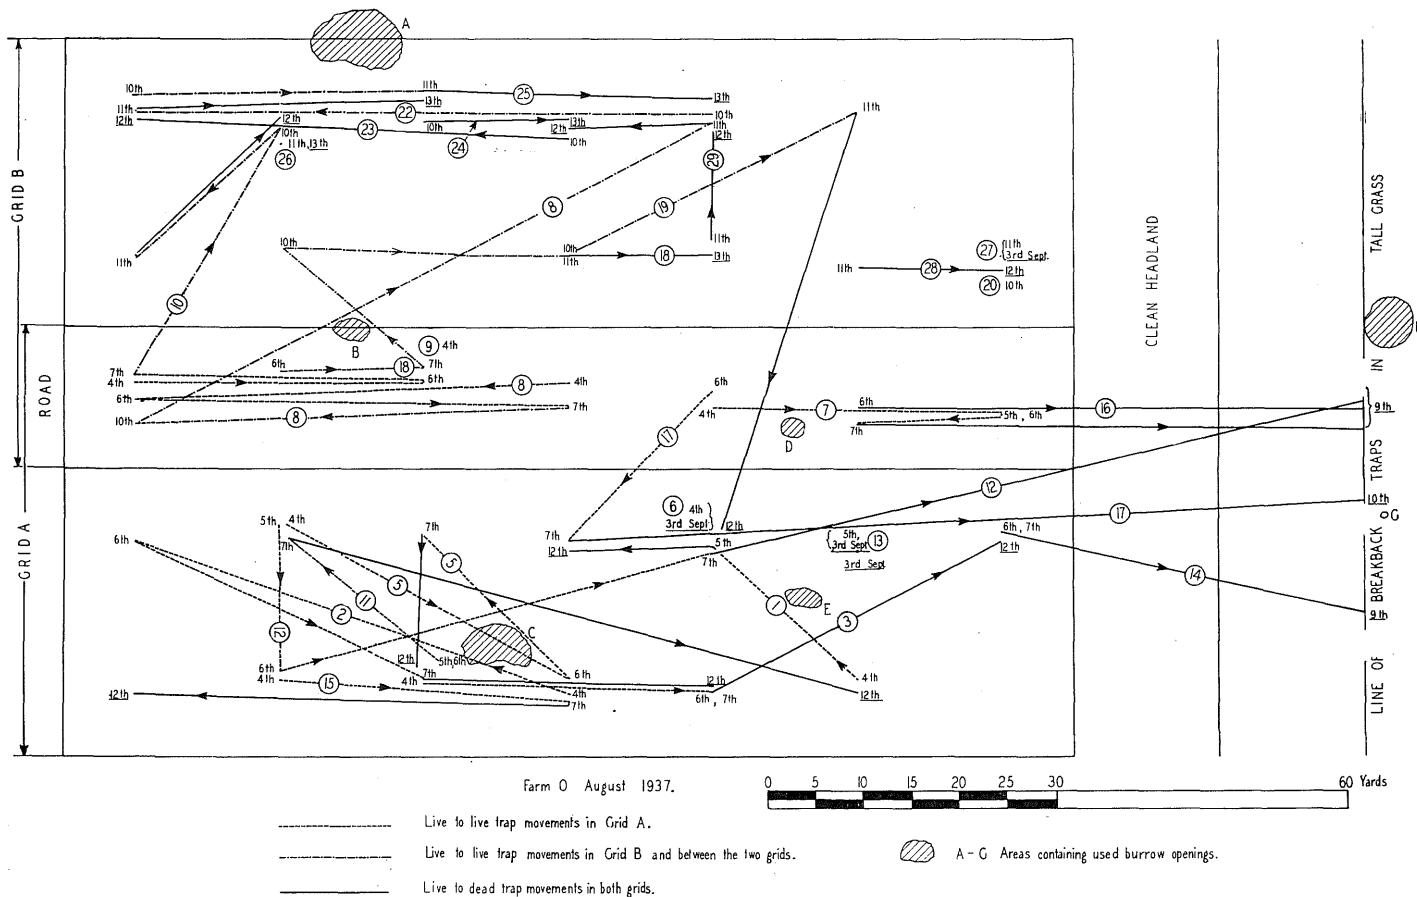 A
10th
11th
25
13th
11th
13th
22
10th
12th
12th
23
10th
24
13th
12th
11th
12th
10th
10th
11th, 13th
26
11th
29
8
19
GRID B
TALL GRASS
11th
10th
10th
11th
18
11th
13th
11th
28
27
11th
3rd Sept.
12th
20
10th
CLEAN HEADLAND
10
B
9
4th
7th
6th
18
7th
4th
6th
8
4th
6th
7th
10th
8
6th
4th
7
D
6th
5th, 6th
7th
16
9th
IN
ROAD
17
TRAPS
12
6
4th
3rd Sept
12th
5th,
3rd Sept
13
3rd Sept
17
10th
G
GRID A
6th
5th
4th
7th
7th
5
7th
12th
5th
7th
6th, 7th
12th
14
9th
BREAKBACK
2
5
11
12
1
E
3
C
6th
4th
15
12th
5th, 6th
7th
4th
6th
4th
7th
12th
6th, 7th
4th
12th
12th
LINE OF
Farm O August 1937.
0 5 10 15 20 25 30 60 Yards
Live to live trap movements in Grid A.
Live to live trap movements in Grid B and between the two grids.
A - G Areas containing used burrow openings.
Live to dead trap movements in both grids.